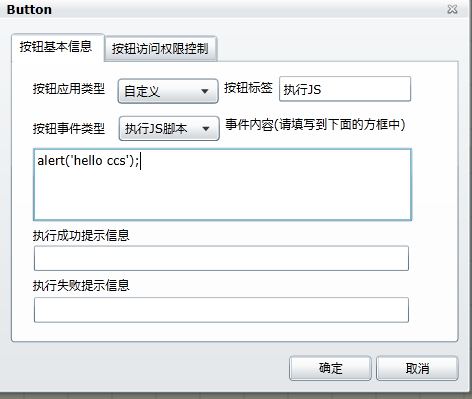 Button
按钮基本信息 按钮访问权限控制
按钮应用类型 自定义 按钮标签 执行JS
按钮事件类型 执行JS脚本 事件内容(请填写到下面的方框中)
alert('hello ccs');
执行成功提示信息
执行失败提示信息
确定 取消